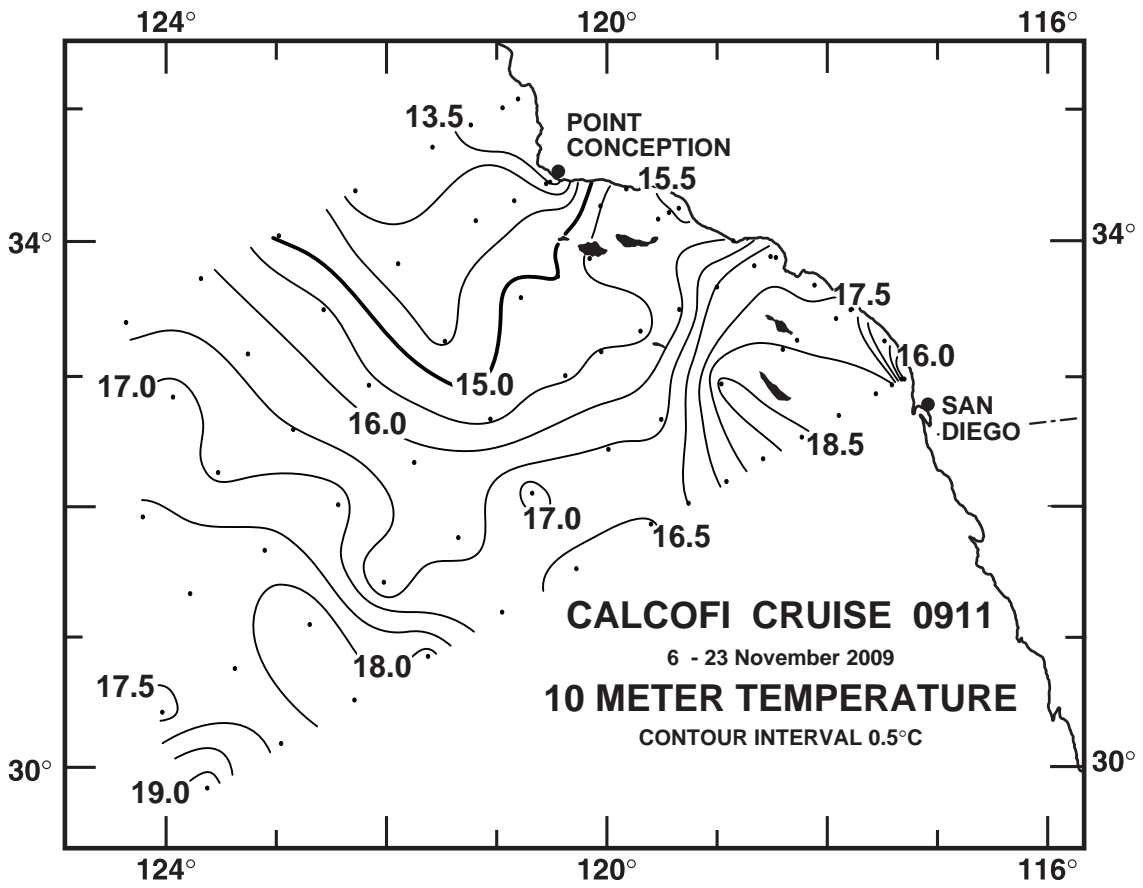 124° 120° 116°
13.5
POINT
CONCEPTION
15.5
34° 34°
17.5
16.0
17.0
15.0
16.0
SAN
DIEGO
18.5
17.0
16.5
CALCOFI CRUISE 0911
6 - 23 November 2009
18.0
17.5
10 METER TEMPERATURE
CONTOUR INTERVAL 0.5°C
30° 30°
19.0
124° 120° 116°